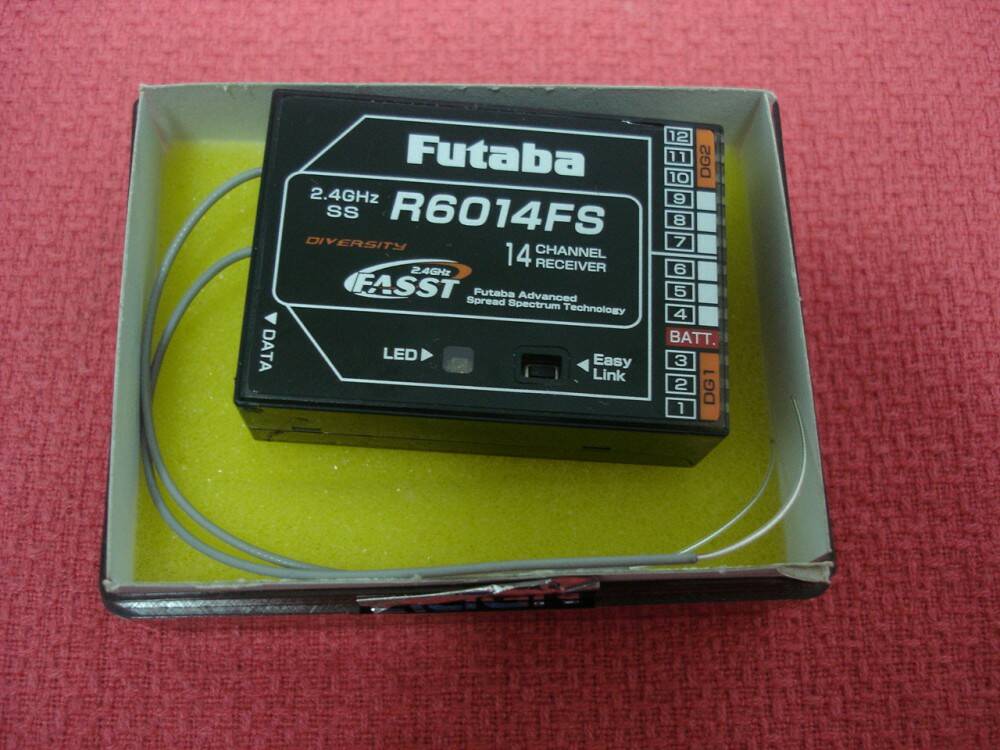 Futaba
2.4GHz
SS
R6014FS
DIVERSITY
14 CHANNEL
RECEIVER
2.4GHz
FASST
Futaba Advanced
Spread Spectrum Technology
◀ DATA
LED ▶
◀ Easy
Link
12
11
10
DG2
9
8
7
6
5
4
BATT.
3
2
1
DG1